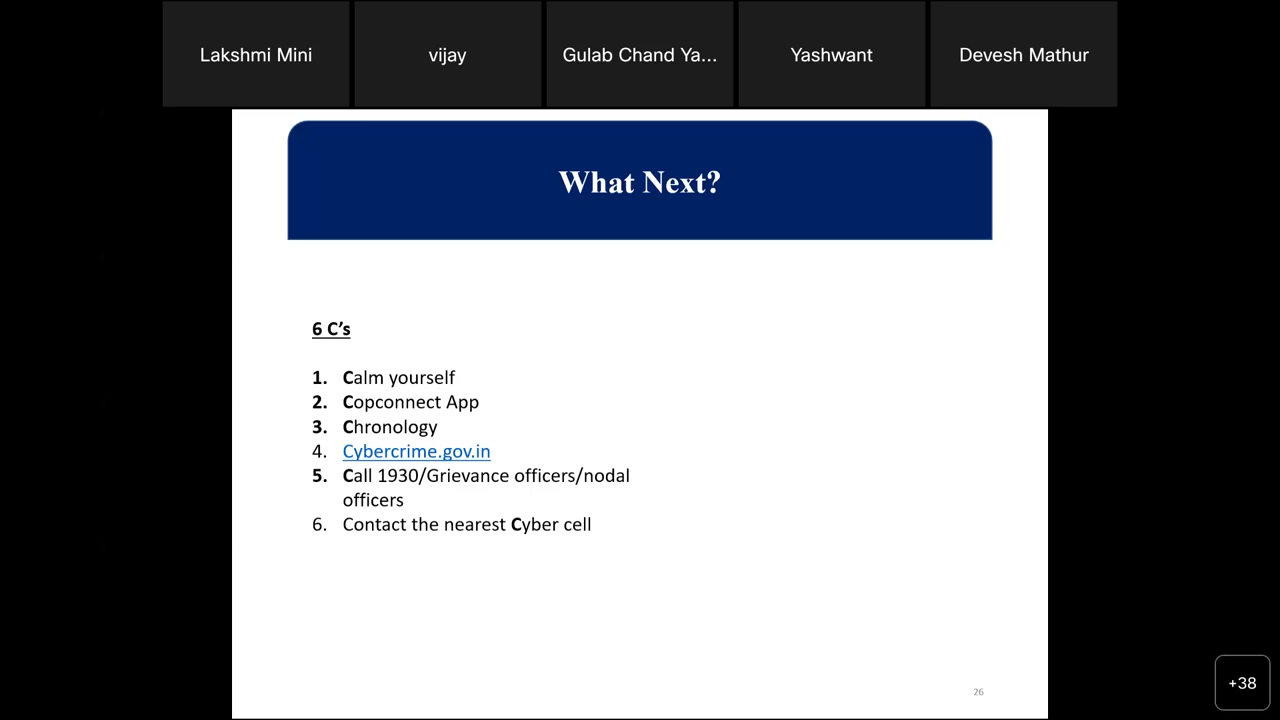 Lakshmi Mini
vijay
Gulab Chand Ya...
Yashwant
Devesh Mathur
What Next?
6 C’s
1. Calm yourself
2. Copconnect App
3. Chronology
4. Cybercrime.gov.in
5. Call 1930/Grievance officers/nodal
officers
6. Contact the nearest Cyber cell
26
+38